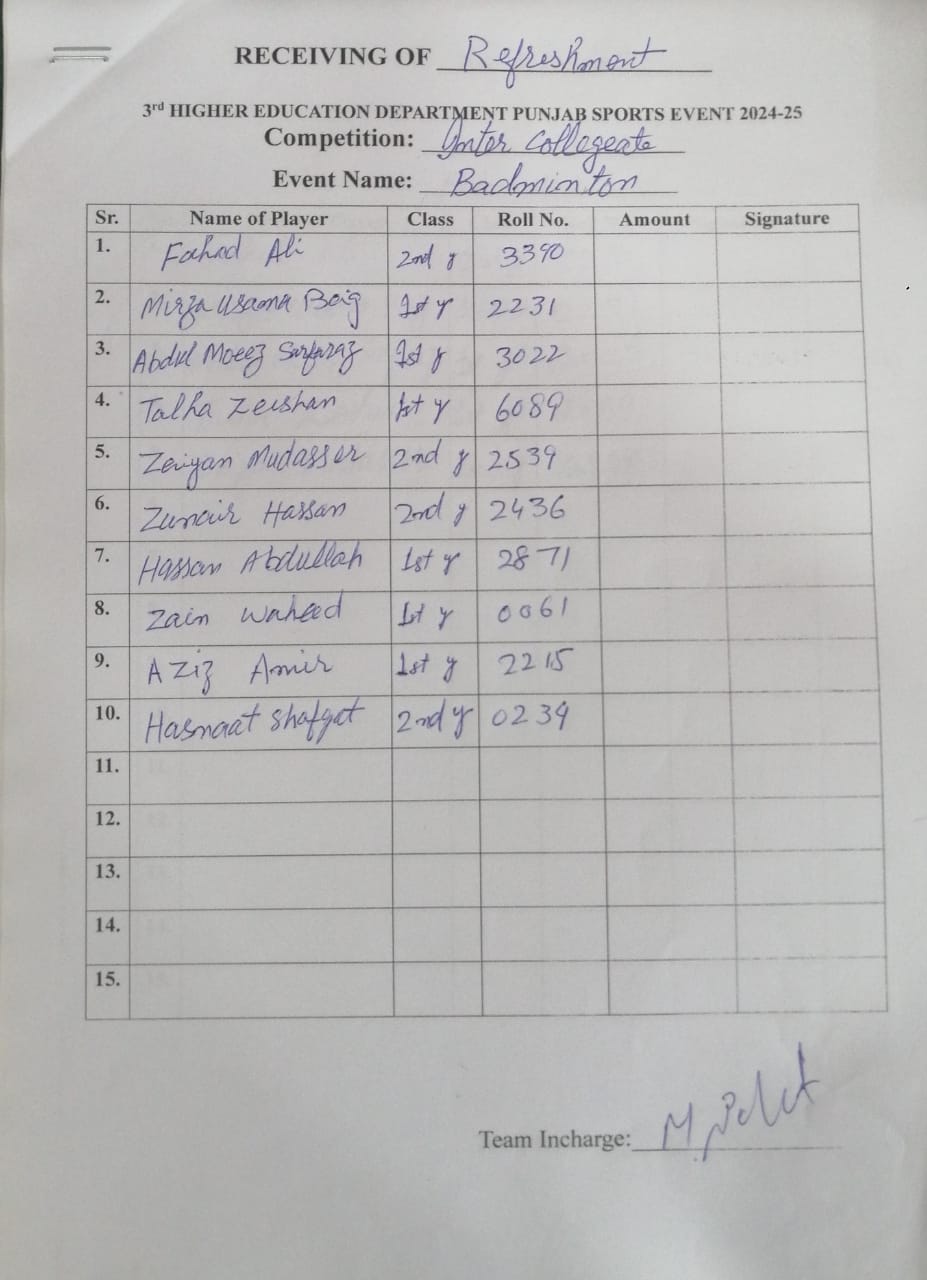 RECEIVING OF Refreshment
3rd HIGHER EDUCATION DEPARTMENT PUNJAB SPORTS EVENT 2024-25
Competition: Inter Collegeate
Event Name: Badminton
Sr. Name of Player Class Roll No. Amount Signature
1. Fahad Ali 2nd y 3390
2. Mirza Usama Baig 1st y 2231
3. Abdul Moeez Sarfaraz 1st y 3022
4. Talha Zeishan 1st y 6089
5. Zeiyan Mudasser 2nd y 2539
6. Zunair Hassan 2nd y 2436
7. Hassan Abdullah 1st y 2871
8. Zain Waheed 1st y 0061
9. Aziz Amir 1st y 2215
10. Hasnaat Shafqat 2nd y 0239
11.
12.
13.
14.
15.
Team Incharge: